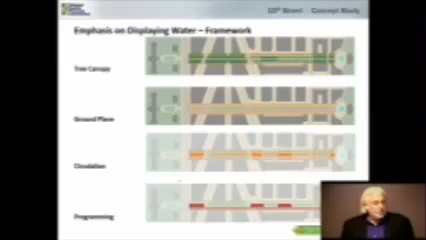 10th Street - Concept Study
Emphasis on Displaying Water – Framework
Tree Canopy
Ground Plane
Circulation
Programming